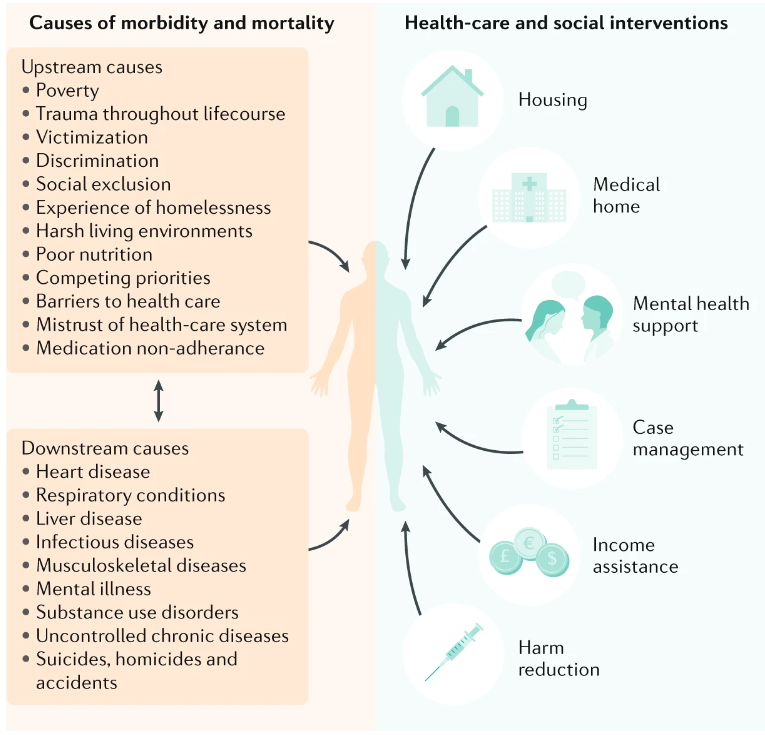 Causes of morbidity and mortality
Upstream causes
• Poverty
• Trauma throughout lifecourse
• Victimization
• Discrimination
• Social exclusion
• Experience of homelessness
• Harsh living environments
• Poor nutrition
• Competing priorities
• Barriers to health care
• Mistrust of health-care system
• Medication non-adherance
Downstream causes
• Heart disease
• Respiratory conditions
• Liver disease
• Infectious diseases
• Musculoskeletal diseases
• Mental illness
• Substance use disorders
• Uncontrolled chronic diseases
• Suicides, homicides and
accidents
Health-care and social interventions
Housing
Medical
home
Mental health
support
Case
management
£ € $
Income
assistance
Harm
reduction